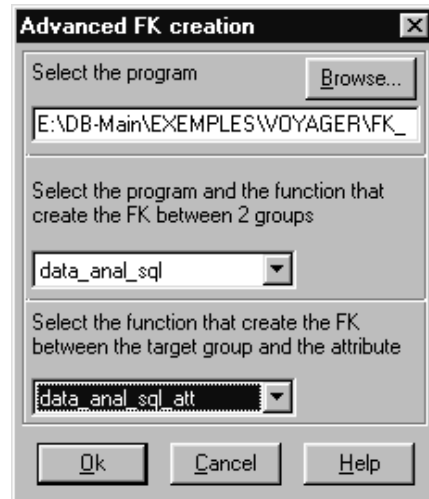 Advanced FK creation
Select the program
Browse...
E:\DB-Main\EXEMPLES\VOYAGER\FK_
Select the program and the function that
create the FK between 2 groups
data_anal_sql
Select the function that create the FK
between the target group and the attribute
data_anal_sql_att
Ok Cancel Help